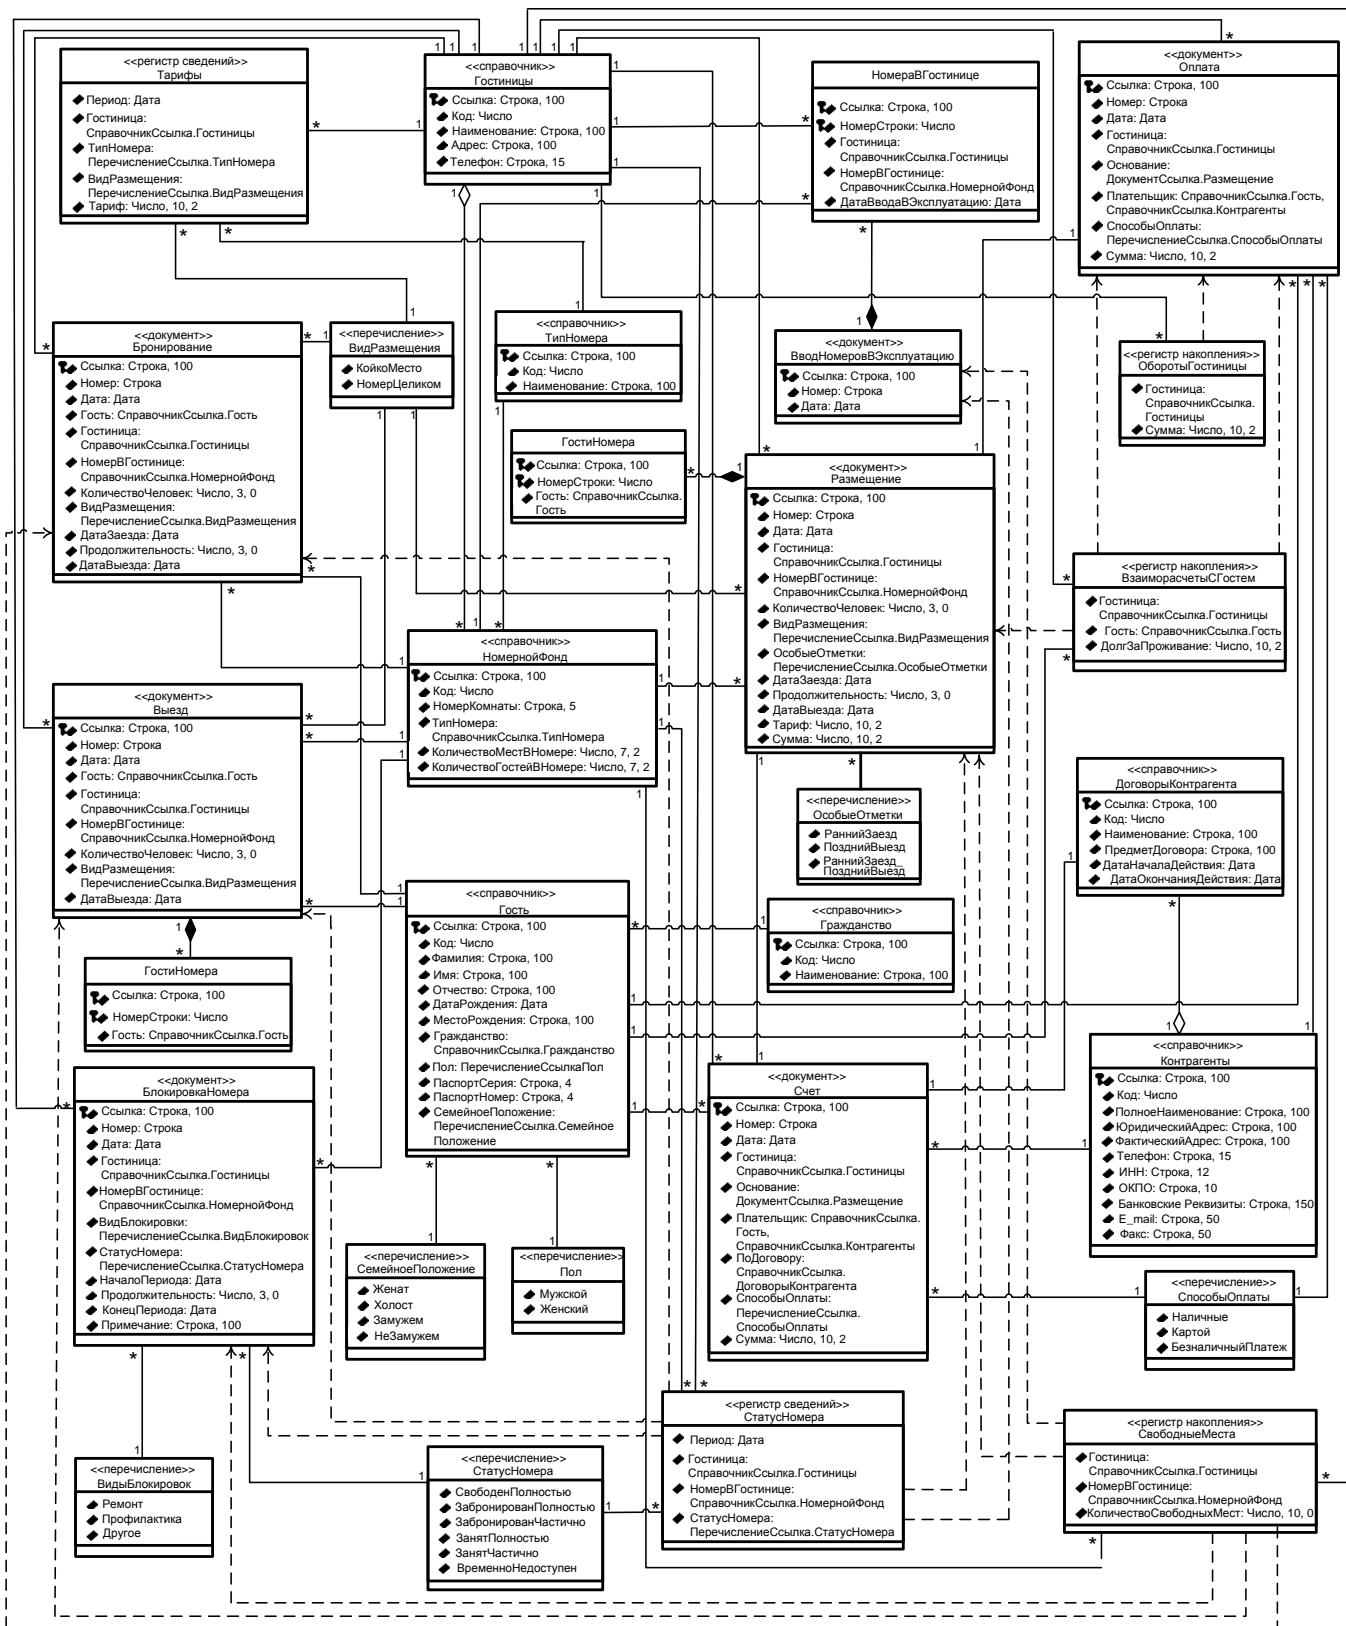 <<регистр сведений>>
Тарифы
Период: Дата
Гостиница:
СправочникСсылка.Гостиницы
ТипНомера:
ПеречислениеСсылка.ТипНомера
ВидРазмещения:
ПеречислениеСсылка.ВидРазмещения
Тариф: Число, 10, 2
<<справочник>>
Гостиницы
Ссылка: Строка, 100
Код: Число
Наименование: Строка, 100
Адрес: Строка, 100
Телефон: Строка, 15
НомераВГостинице
Ссылка: Строка, 100
НомерСтроки: Число
Гостиница:
СправочникСсылка.Гостиницы
НомерВГостинице:
СправочникСсылка.НомернойФонд
ДатаВводаВЭксплуатацию: Дата
<<документ>>
Оплата
Ссылка: Строка, 100
Номер: Строка
Дата: Дата
Гостиница:
СправочникСсылка.Гостиницы
Основание:
ДокументСсылка.Размещение
Плательщик: СправочникСсылка.Гость,
СправочникСсылка.Контрагенты
СпособыОплаты:
ПеречислениеСсылка.СпособыОплаты
Сумма: Число, 10, 2
<<документ>>
Бронирование
Ссылка: Строка, 100
Номер: Строка
Дата: Дата
Гость: СправочникСсылка.Гость
Гостиница:
СправочникСсылка.Гостиницы
НомерВГостинице:
СправочникСсылка.НомернойФонд
КоличествоЧеловек: Число, 3, 0
ВидРазмещения:
ПеречислениеСсылка.ВидРазмещения
ДатаЗаезда: Дата
Продолжительность: Число, 3, 0
ДатаВыезда: Дата
<<перечисление>>
ВидРазмещения
КойкоМесто
НомерЦеликом
<<справочник>>
ТипНомера
Ссылка: Строка, 100
Код: Число
Наименование: Строка, 100
<<документ>>
ВводНомеровВЭксплуатацию
Ссылка: Строка, 100
Номер: Строка
Дата: Дата
<<регистр накопления>>
ОборотыГостиницы
Гостиница:
СправочникСсылка.
Гостиницы
Сумма: Число, 10, 2
ГостиНомера
Ссылка: Строка, 100
НомерСтроки: Число
Гость: СправочникСсылка.
Гость
<<документ>>
Размещение
Ссылка: Строка, 100
Номер: Строка
Дата: Дата
Гостиница:
СправочникСсылка.Гостиницы
НомерВГостинице:
СправочникСсылка.НомернойФонд
КоличествоЧеловек: Число, 3, 0
ВидРазмещения:
ПеречислениеСсылка.ВидРазмещения
ОсобыеОтметки:
ПеречислениеСсылка.ОсобыеОтметки
ДатаЗаезда: Дата
Продолжительность: Число, 3, 0
ДатаВыезда: Дата
Тариф: Число, 10, 2
Сумма: Число, 10, 2
<<регистр накопления>>
ВзаиморасчетыСГостем
Гостиница:
СправочникСсылка.Гостиницы
Гость: СправочникСсылка.Гость
ДолгЗаПроживание: Число, 10, 2
<<справочник>>
НомернойФонд
Ссылка: Строка, 100
Код: Число
НомерКомнаты: Строка, 5
ТипНомера:
СправочникСсылка.ТипНомера
КоличествоМестВНомере: Число, 7, 2
КоличествоГостейВНомере: Число, 7, 2
<<документ>>
Выезд
Ссылка: Строка, 100
Номер: Строка
Дата: Дата
Гость: СправочникСсылка.Гость
Гостиница:
СправочникСсылка.Гостиницы
НомерВГостинице:
СправочникСсылка.НомернойФонд
КоличествоЧеловек: Число, 3, 0
ВидРазмещения:
ПеречислениеСсылка.ВидРазмещения
ДатаВыезда: Дата
<<перечисление>>
ОсобыеОтметки
РаннийЗаезд
ПозднийВыезд
РаннийЗаезд_
ПозднийВыезд
<<справочник>>
ДоговорыКонтрагента
Ссылка: Строка, 100
Код: Число
Наименование: Строка, 100
ПредметДоговора: Строка, 100
ДатаНачалаДействия: Дата
ДатаОкончанияДействия: Дата
<<справочник>>
Гость
Ссылка: Строка, 100
Код: Число
Фамилия: Строка, 100
Имя: Строка, 100
Отчество: Строка, 100
ДатаРождения: Дата
МестоРождения: Строка, 100
Гражданство:
СправочникСсылка.Гражданство
Пол: ПеречислениеСсылкаПол
ПаспортСерия: Строка, 4
ПаспортНомер: Строка, 4
СемейноеПоложение:
ПеречислениеСсылка.Семейное
Положение
<<справочник>>
Гражданство
Ссылка: Строка, 100
Код: Число
Наименование: Строка, 100
ГостиНомера
Ссылка: Строка, 100
НомерСтроки: Число
Гость: СправочникСсылка.Гость
<<справочник>>
Контрагенты
Ссылка: Строка, 100
Код: Число
ПолноеНаименование: Строка, 100
ЮридическийАдрес: Строка, 100
ФактическийАдрес: Строка, 100
Телефон: Строка, 15
ИНН: Строка, 12
ОКПО: Строка, 10
Банковские Реквизиты: Строка, 150
E_mail: Строка, 50
Факс: Строка, 50
<<документ>>
БлокировкаНомера
Ссылка: Строка, 100
Номер: Строка
Дата: Дата
Гостиница:
СправочникСсылка.Гостиницы
НомерВГостинице:
СправочникСсылка.НомернойФонд
ВидБлокировки:
ПеречислениеСсылка.ВидБлокировок
СтатусНомера:
ПеречислениеСсылка.СтатусНомера
НачалоПериода: Дата
Продолжительность: Число, 3, 0
КонецПериода: Дата
Примечание: Строка, 100
<<документ>>
Счет
Ссылка: Строка, 100
Номер: Строка
Дата: Дата
Гостиница:
СправочникСсылка.Гостиницы
Основание:
ДокументСсылка.Размещение
Плательщик: СправочникСсылка.
Гость,
СправочникСсылка.Контрагенты
ПоДоговору:
СправочникСсылка.
ДоговорыКонтрагента
СпособыОплаты:
ПеречислениеСсылка.
СпособыОплаты
Сумма: Число, 10, 2
<<перечисление>>
СемейноеПоложение
Женат
Холост
Замужем
НеЗамужем
<<перечисление>>
Пол
Мужской
Женский
<<перечисление>>
СпособыОплаты
Наличные
Картой
БезналичныйПлатеж
<<регистр сведений>>
СтатусНомера
Период: Дата
Гостиница:
СправочникСсылка.Гостиницы
НомерВГостинице:
СправочникСсылка.НомернойФонд
СтатусНомера:
ПеречислениеСсылка.СтатусНомера
<<регистр накопления>>
СвободныеМеста
Гостиница:
СправочникСсылка.Гостиницы
НомерВГостинице:
СправочникСсылка.НомернойФонд
КоличествоСвободныхМест: Число, 10, 0
<<перечисление>>
ВидыБлокировок
Ремонт
Профилактика
Другое
<<перечисление>>
СтатусНомера
СвободенПолностью
ЗабронированПолностью
ЗабронированЧастично
ЗанятПолностью
ЗанятЧастично
ВременноНедоступен